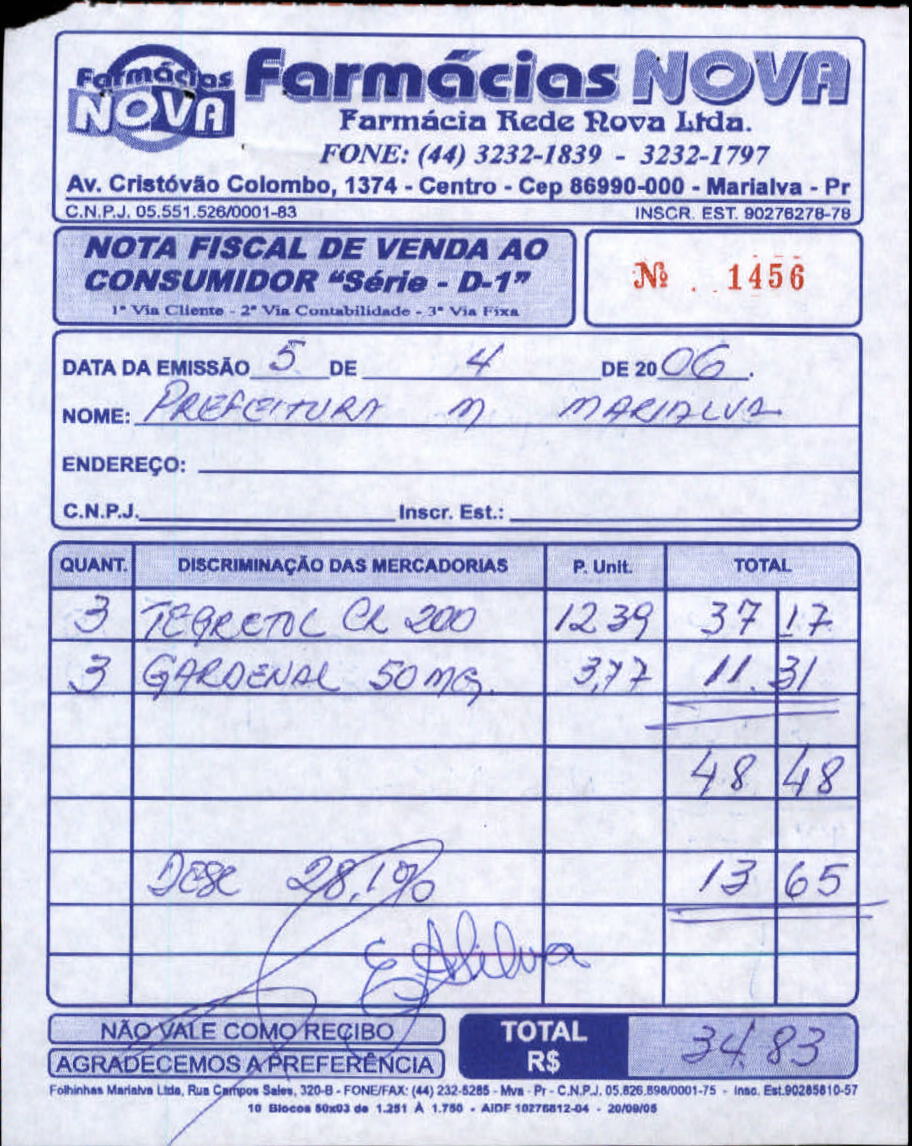 Farmácias NOVA
Farmácias NOVA
Farmácia Rede Nova Ltda.
FONE: (44) 3232-1839 - 3232-1797
Av. Cristóvão Colombo, 1374 - Centro - Cep 86990-000 - Marialva - Pr
C.N.P.J. 05.551.526/0001-83 INSCR. EST. 90276278-78
NOTA FISCAL DE VENDA AO
CONSUMIDOR "Série - D-1"
1ª Via Cliente - 2ª Via Contabilidade - 3ª Via Fixa
Nº 1456
DATA DA EMISSÃO 5 DE 4 DE 2006.
NOME: PREFEITURA M MARIALVA
ENDEREÇO:
C.N.P.J. Inscr. Est.:
QUANT. DISCRIMINAÇÃO DAS MERCADORIAS P. Unit. TOTAL
3 TEGRETOL CR 200 12 39 37 17
3 GARDENAL 50 MG. 3,77 11 31
48 48
DESC 28,1% 13 65
E Asilva
NÃO VALE COMO RECIBO
AGRADECEMOS A PREFERÊNCIA
TOTAL R$ 34 83
Folhinhas Marialva Ltda, Rua Campos Sales, 320-B - FONE/FAX: (44) 232-5285 - Mva - Pr - C.N.P.J. 05.826.898/0001-75 - Insc. Est.90285810-57
10 Blocos 50x03 de 1.251 À 1.750 - AIDF 10276812-04 - 20/09/05